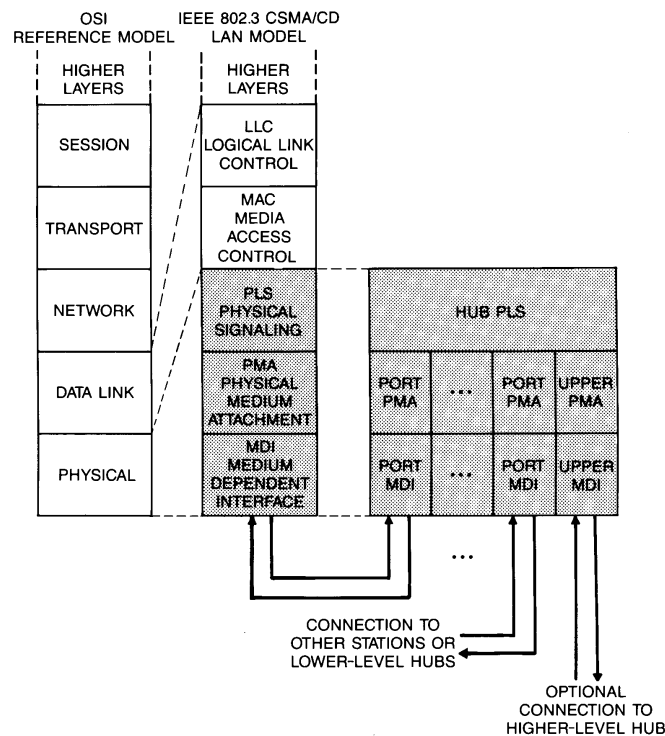 OSI
REFERENCE MODEL
IEEE 802.3 CSMA/CD
LAN MODEL
HIGHER
LAYERS
SESSION
TRANSPORT
NETWORK
DATA LINK
PHYSICAL
HIGHER
LAYERS
LLC
LOGICAL LINK
CONTROL
MAC
MEDIA
ACCESS
CONTROL
PLS
PHYSICAL
SIGNALING
PMA
PHYSICAL
MEDIUM
ATTACHMENT
MDI
MEDIUM
DEPENDENT
INTERFACE
HUB PLS
PORT
PMA
...
PORT
PMA
UPPER
PMA
PORT
MDI
...
PORT
MDI
UPPER
MDI
...
CONNECTION TO
OTHER STATIONS OR
LOWER-LEVEL HUBS
OPTIONAL
CONNECTION TO
HIGHER-LEVEL HUB